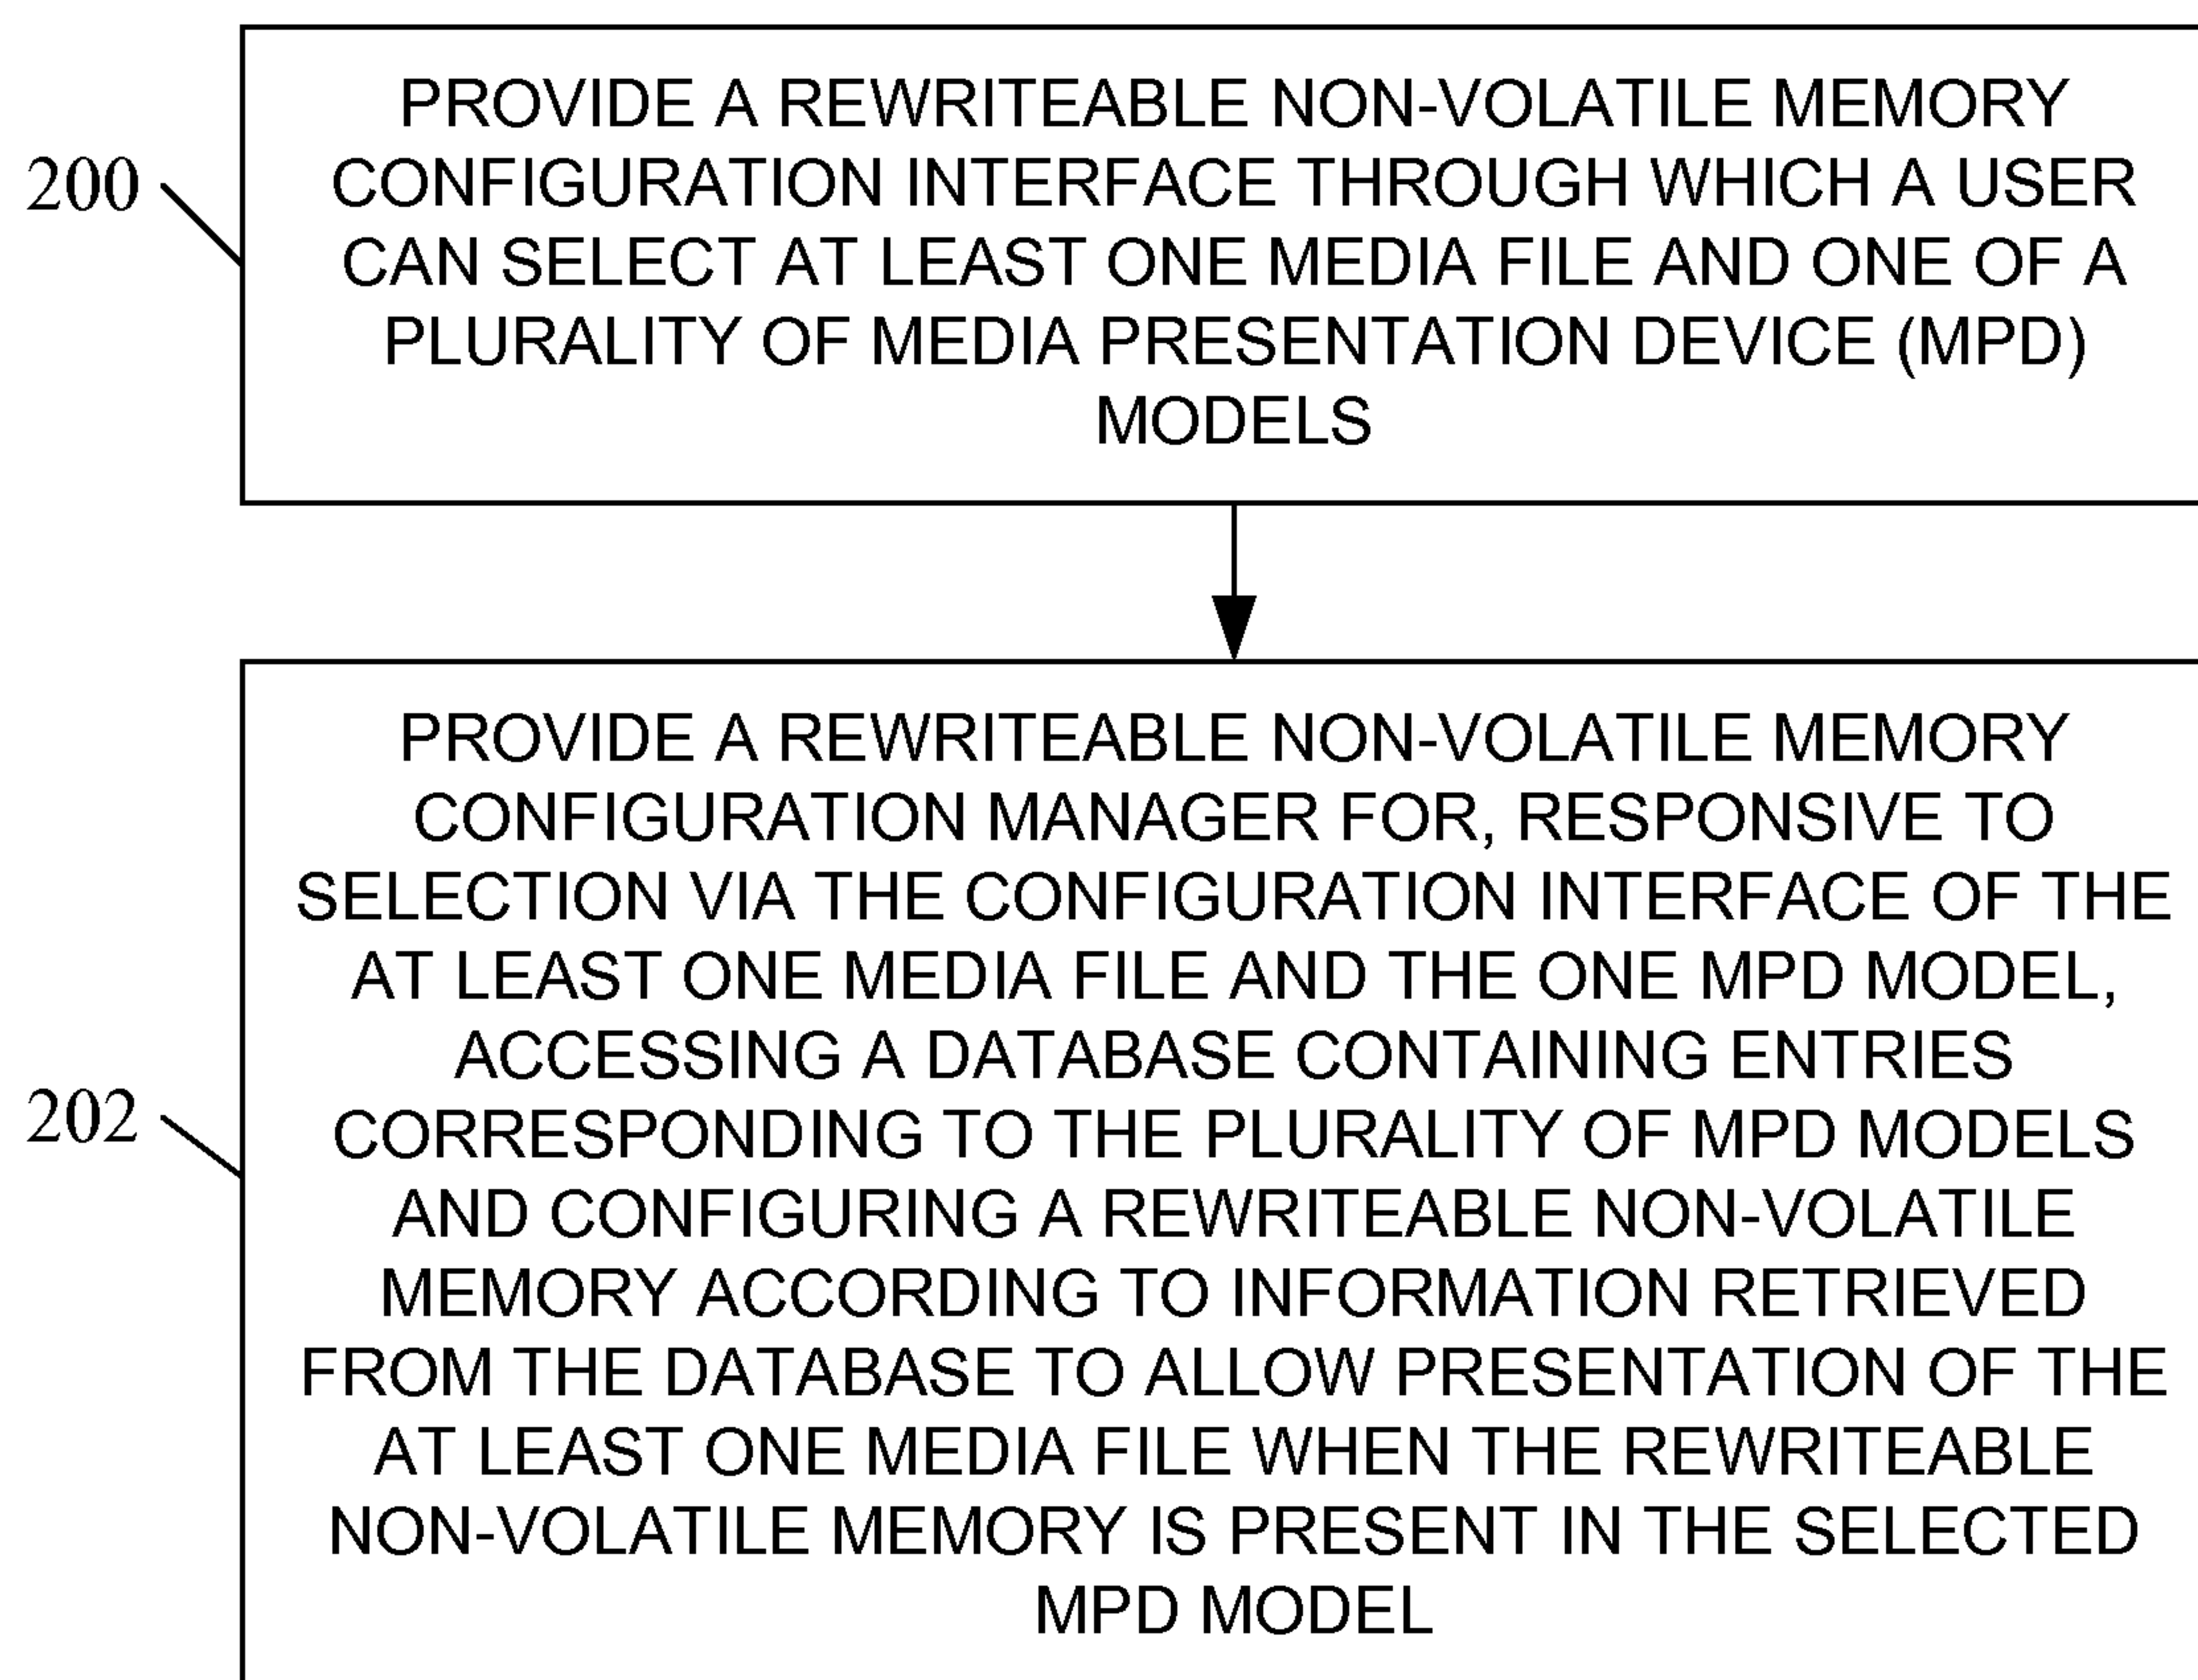 PROVIDE A REWRITEABLE NON-VOLATILE MEMORY
CONFIGURATION INTERFACE THROUGH WHICH A USER
CAN SELECT AT LEAST ONE MEDIA FILE AND ONE OF A
PLURALITY OF MEDIA PRESENTATION DEVICE (MPD)
MODELS
200
PROVIDE A REWRITEABLE NON-VOLATILE MEMORY
CONFIGURATION MANAGER FOR, RESPONSIVE TO
SELECTION VIA THE CONFIGURATION INTERFACE OF THE
AT LEAST ONE MEDIA FILE AND THE ONE MPD MODEL,
ACCESSING A DATABASE CONTAINING ENTRIES
CORRESPONDING TO THE PLURALITY OF MPD MODELS
AND CONFIGURING A REWRITEABLE NON-VOLATILE
MEMORY ACCORDING TO INFORMATION RETRIEVED
FROM THE DATABASE TO ALLOW PRESENTATION OF THE
AT LEAST ONE MEDIA FILE WHEN THE REWRITEABLE
NON-VOLATILE MEMORY IS PRESENT IN THE SELECTED
MPD MODEL
202